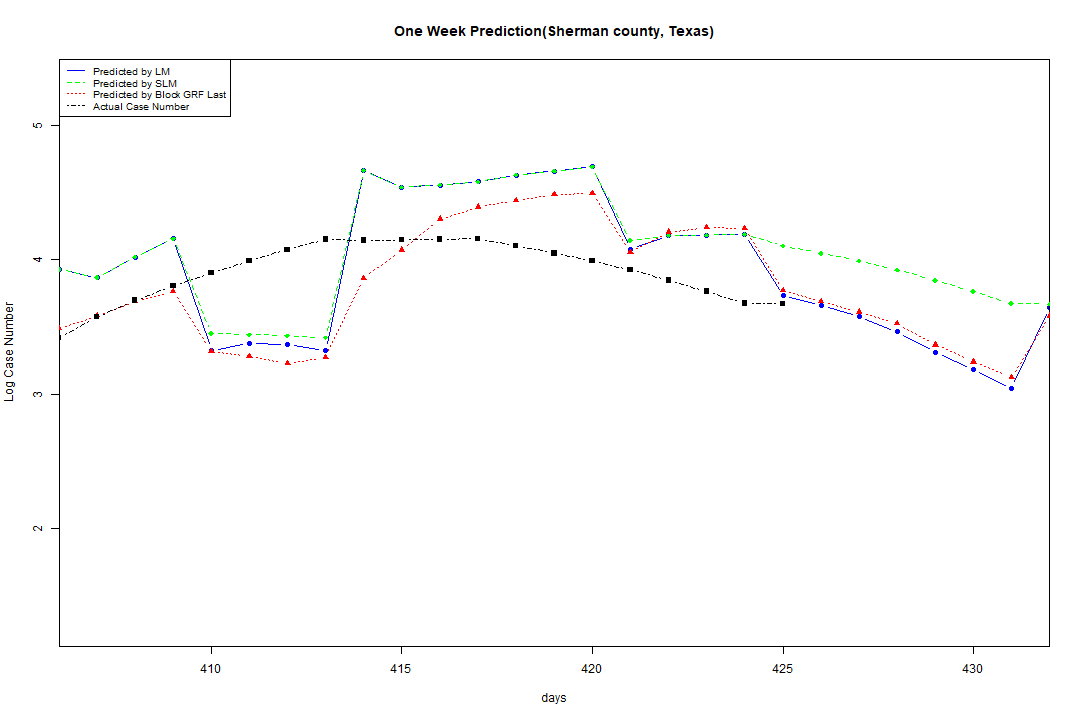 One Week Prediction(Sherman county, Texas)
Predicted by LM
Predicted by SLM
Predicted by Block GRF Last
Actual Case Number
5
4
3
2
Log Case Number
410 415 420 425 430
days